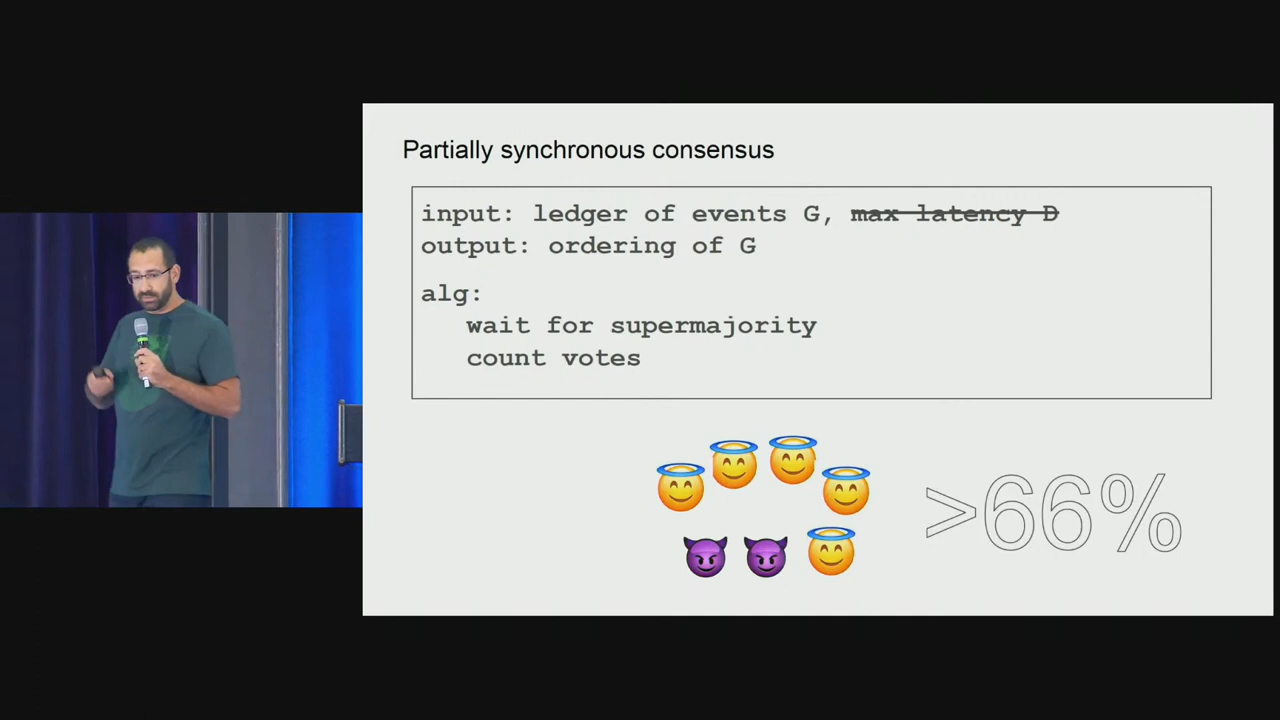 Partially synchronous consensus
input: ledger of events G, max latency D
output: ordering of G
alg:
wait for supermajority
count votes
>66%